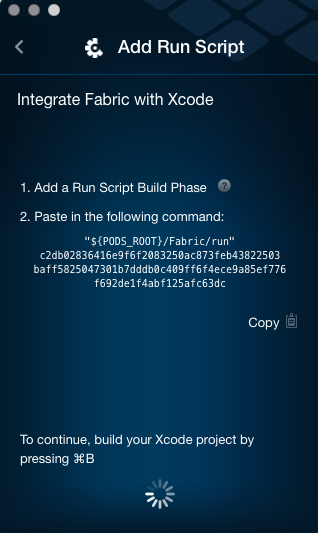 Add Run Script
Integrate Fabric with Xcode
1. Add a Run Script Build Phase ?
2. Paste in the following command:
"${PODS_ROOT}/Fabric/run"
c2db02836416e9f6f2083250ac873feb43822503
baff5825047301b7dddb0c409ff6f4ece9a85ef776
f692de1f4abf125afc63dc
Copy
To continue, build your Xcode project by
pressing ⌘B